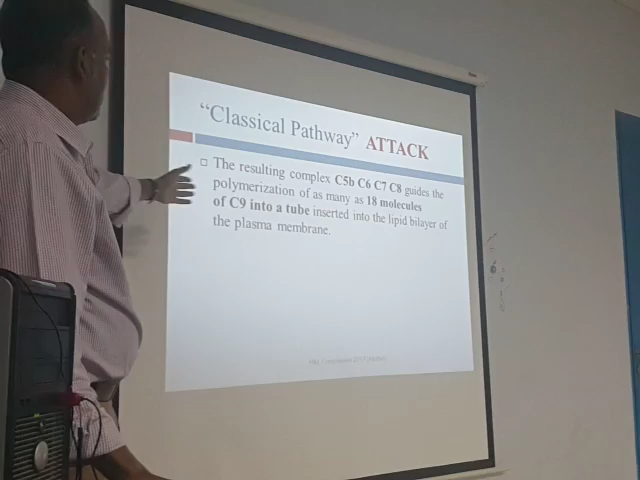 “Classical Pathway” ATTACK
□ The resulting complex C5b C6 C7 C8 guides the
polymerization of as many as 18 molecules
of C9 into a tube inserted into the lipid bilayer of
the plasma membrane.